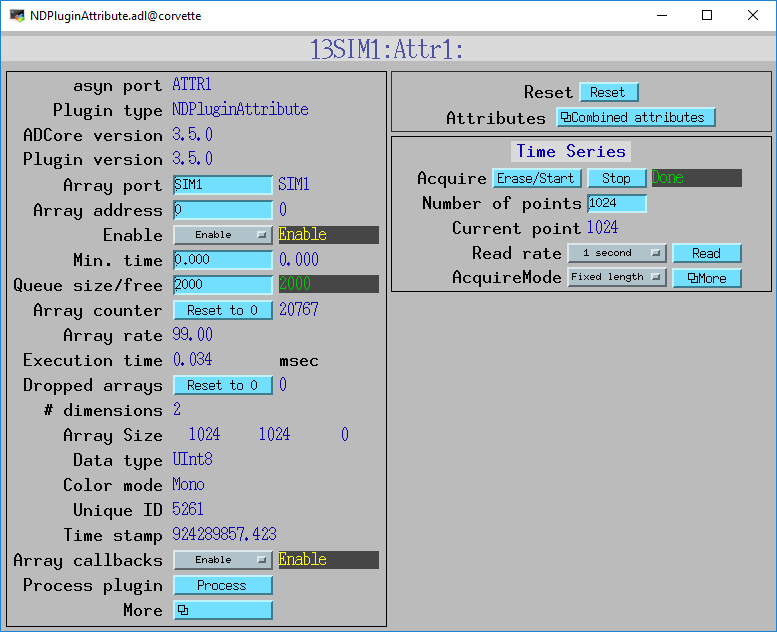 NDPluginAttribute.adl@corvette
13SIM1:Attr1:
asyn port ATTR1
Plugin type NDPluginAttribute
ADCore version 3.5.0
Plugin version 3.5.0
Array port SIM1 SIM1
Array address 0 0
Enable Enable Enable
Min. time 0.000 0.000
Queue size/free 2000 2000
Array counter Reset to 0 20767
Array rate 99.00
Execution time 0.034 msec
Dropped arrays Reset to 0 0
# dimensions 2
Array Size 1024 1024 0
Data type UInt8
Color mode Mono
Unique ID 5261
Time stamp 924289857.423
Array callbacks Enable Enable
Process plugin Process
More
Reset Reset
Attributes Combined attributes
Time Series
Acquire Erase/Start Stop Done
Number of points 1024
Current point 1024
Read rate 1 second Read
AcquireMode Fixed length More